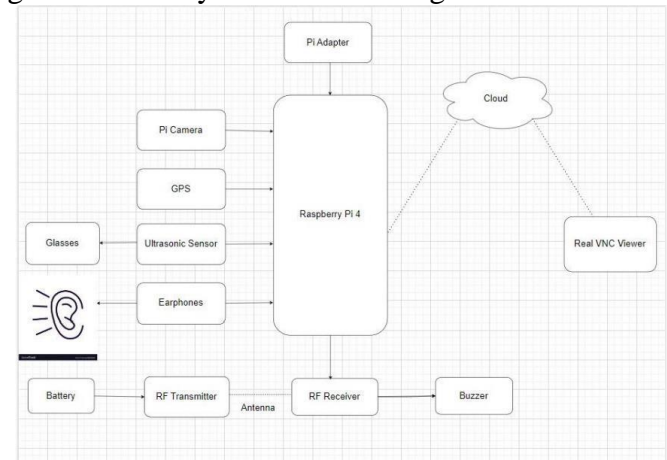 Pi Adapter
Cloud
Pi Camera
GPS
Raspberry Pi 4
Glasses
Ultrasonic Sensor
Real VNC Viewer
Earphones
Battery
RF Transmitter
Antenna
RF Receiver
Buzzer